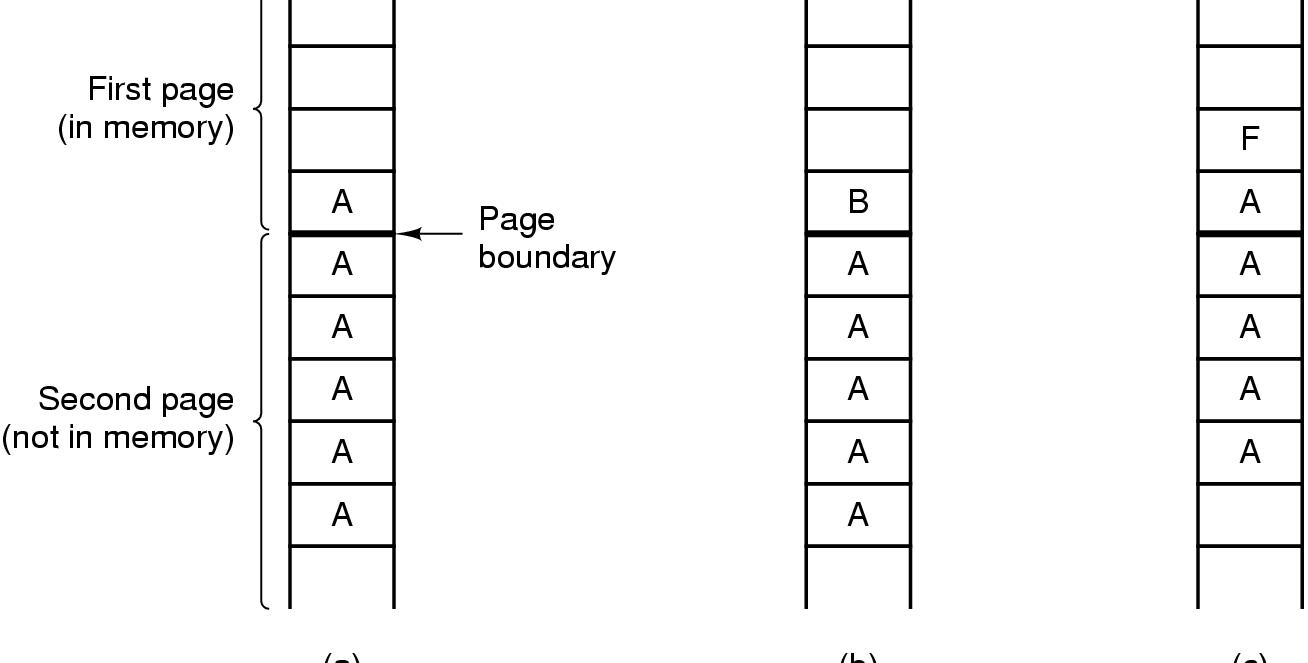 First page
(in memory)
F
A
B
A
Page
boundary
A
A
A
A
A
A
Second page
(not in memory)
A
A
A
A
A
A
A
A
(a)
(b)
(c)